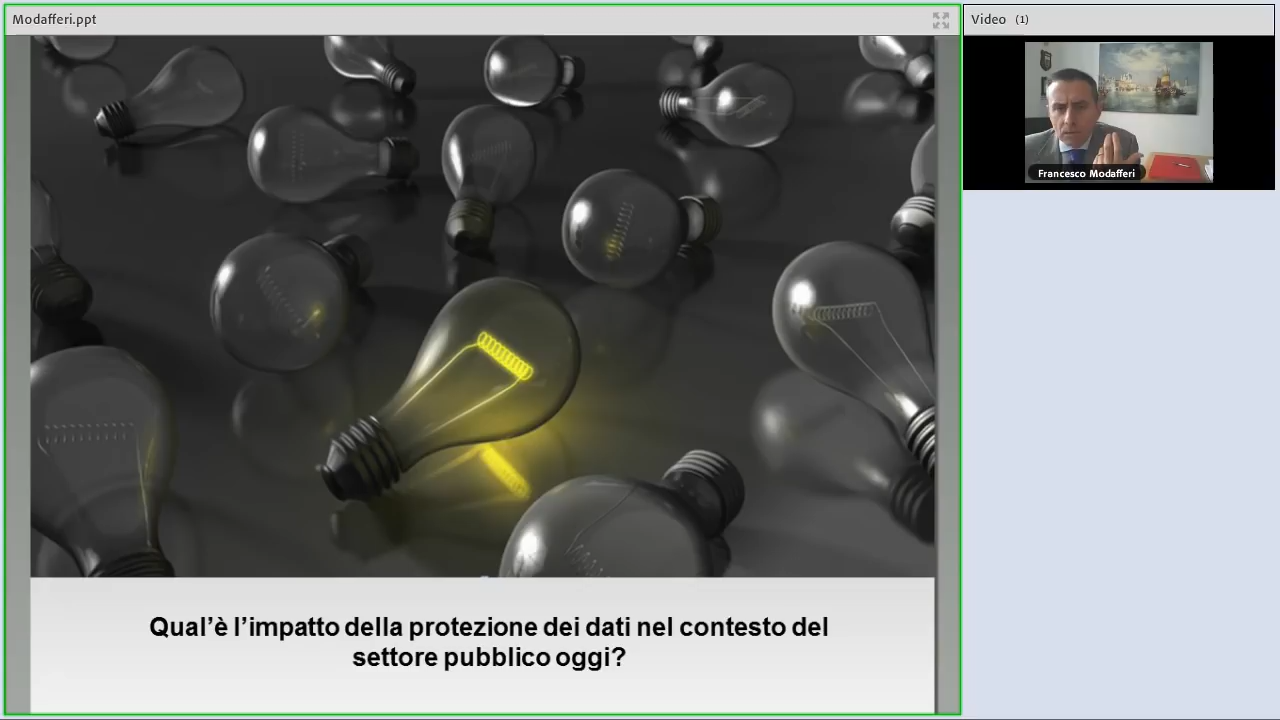 Modafferi.ppt
Video (1)
Francesco Modafferi
Qual’è l’impatto della protezione dei dati nel contesto del
settore pubblico oggi?